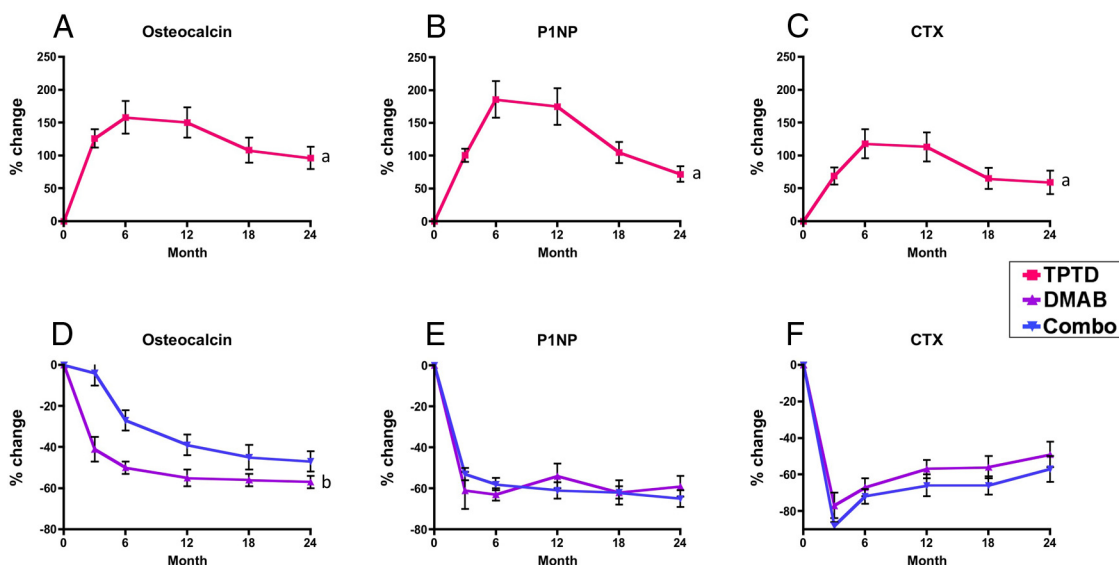 A
Osteocalcin
250
200
150
100
50
0
% change
a
0 6 12 18 24
Month
B
P1NP
250
200
150
100
50
0
% change
a
0 6 12 18 24
Month
C
CTX
250
200
150
100
50
0
% change
a
0 6 12 18 24
Month
TPTD
DMAB
Combo
D
Osteocalcin
0
-20
-40
-60
-80
% change
b
0 6 12 18 24
Month
E
P1NP
0
-20
-40
-60
-80
% change
0 6 12 18 24
Month
F
CTX
0
-20
-40
-60
-80
% change
0 6 12 18 24
Month